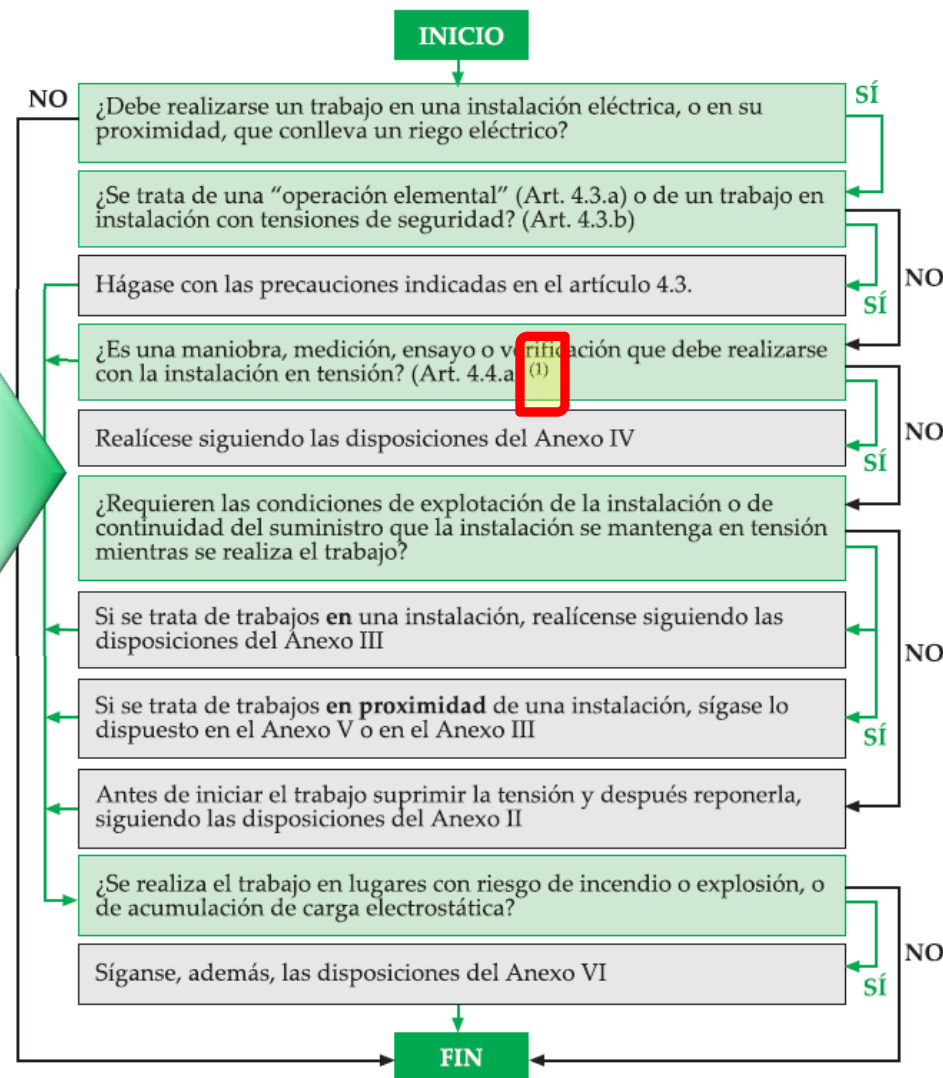 INICIO
NO
¿Debe realizarse un trabajo en una instalación eléctrica, o en su
proximidad, que conlleva un riego eléctrico?
SÍ
¿Se trata de una “operación elemental” (Art. 4.3.a) o de un trabajo en
instalación con tensiones de seguridad? (Art. 4.3.b)
NO
Hágase con las precauciones indicadas en el artículo 4.3.
SÍ
¿Es una maniobra, medición, ensayo o verificación que debe realizarse
con la instalación en tensión? (Art. 4.4.a (1)
NO
Realícese siguiendo las disposiciones del Anexo IV
SÍ
¿Requieren las condiciones de explotación de la instalación o de
continuidad del suministro que la instalación se mantenga en tensión
mientras se realiza el trabajo?
Si se trata de trabajos en una instalación, realícense siguiendo las
disposiciones del Anexo III
NO
Si se trata de trabajos en proximidad de una instalación, sígase lo
dispuesto en el Anexo V o en el Anexo III
SÍ
Antes de iniciar el trabajo suprimir la tensión y después reponerla,
siguiendo las disposiciones del Anexo II
¿Se realiza el trabajo en lugares con riesgo de incendio o explosión, o
de acumulación de carga electrostática?
NO
Síganse, además, las disposiciones del Anexo VI
SÍ
FIN